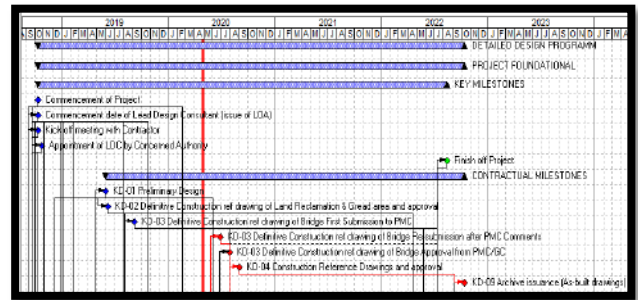 2019 2020 2021 2022 2023
S O N D J F M A M J J A S O N D J F M A M J J A S O N D J F M A M J J A S O N D J F M A M J J A S O N D J F M A M J J A S O N D J F M A
DETAILED DESIGN PROGRAMM
PROJECT FOUNDATIONAL
KEY MILESTONES
Commencement of Project
Commencement date of Lead Design Consultant (issue of LOA)
Kick off meeting with Contractor
Appointment of LDC by Concerned Authority
Finish off Project
CONTRACTUAL MILESTONES
KD-01 Preliminary Design
KD-02 Definitive Construction ref drawing of Land Reclamation & Gread area and approval
KD-03 Definitive Construction ref drawing of Bridge First Submission to PMC
KD-03 Definitive Construction ref drawing of Bridge Resubmission after PMC Comments
KD-03 Definitive Construction ref drawing of Bridge Approval from PMC/GC
KD-04 Construction Reference Drawings and approval
KD-09 Archive issuance (As-built drawings)